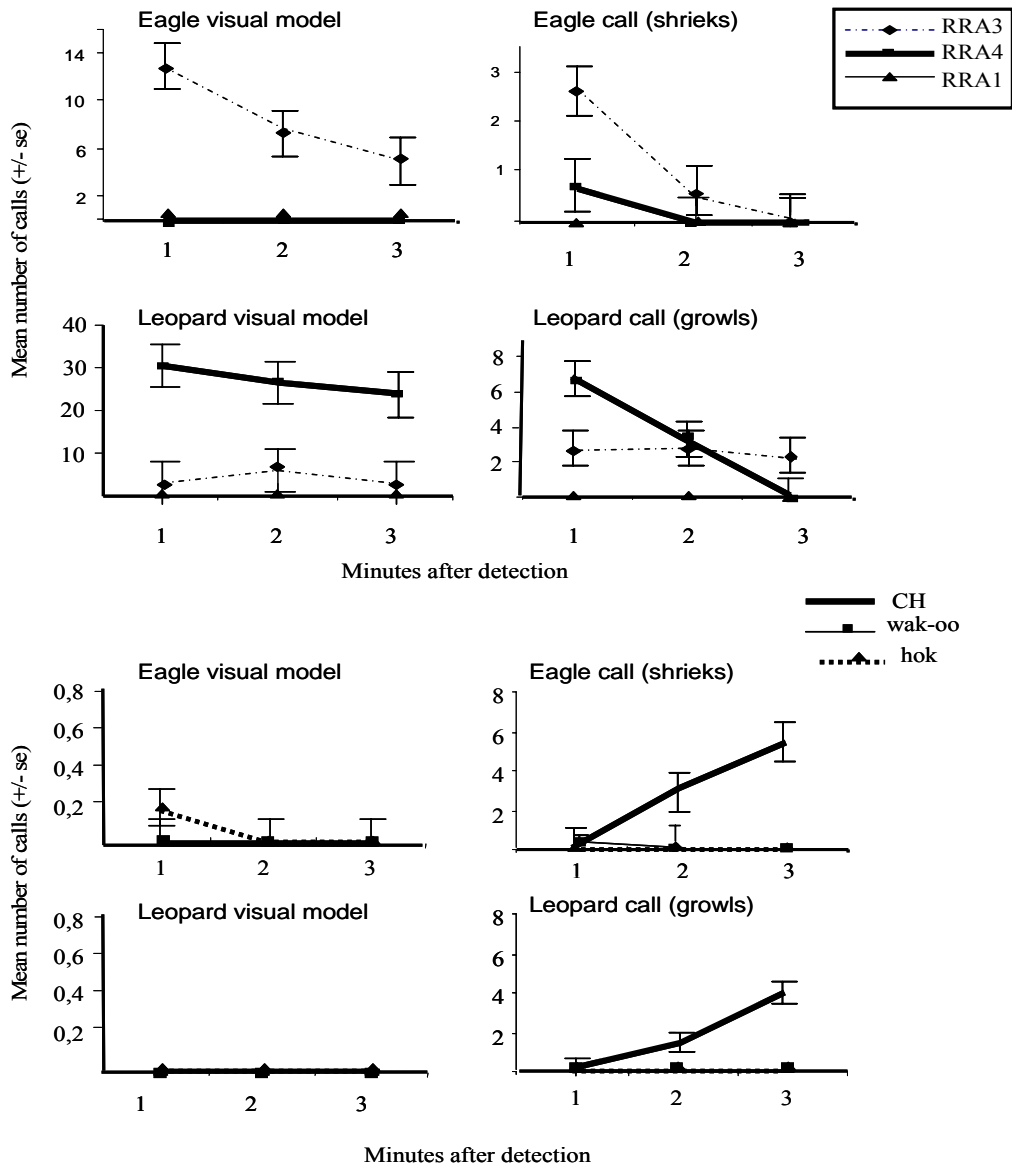 Eagle visual model
Eagle call (shrieks)
RRA3
RRA4
RRA1
Mean number of calls (+/- se)
14
10
6
2
1 2 3
3
2
1
1 2 3
Leopard visual model
Leopard call (growls)
40
30
20
10
1 2 3
8
6
4
2
1 2 3
Minutes after detection
CH
wak-oo
hok
Eagle visual model
Eagle call (shrieks)
Mean number of calls (+/- se)
0,8
0,6
0,4
0,2
1 2 3
8
6
4
2
1 2 3
Leopard visual model
Leopard call (growls)
0,8
0,6
0,4
0,2
1 2 3
8
6
4
2
1 2 3
Minutes after detection